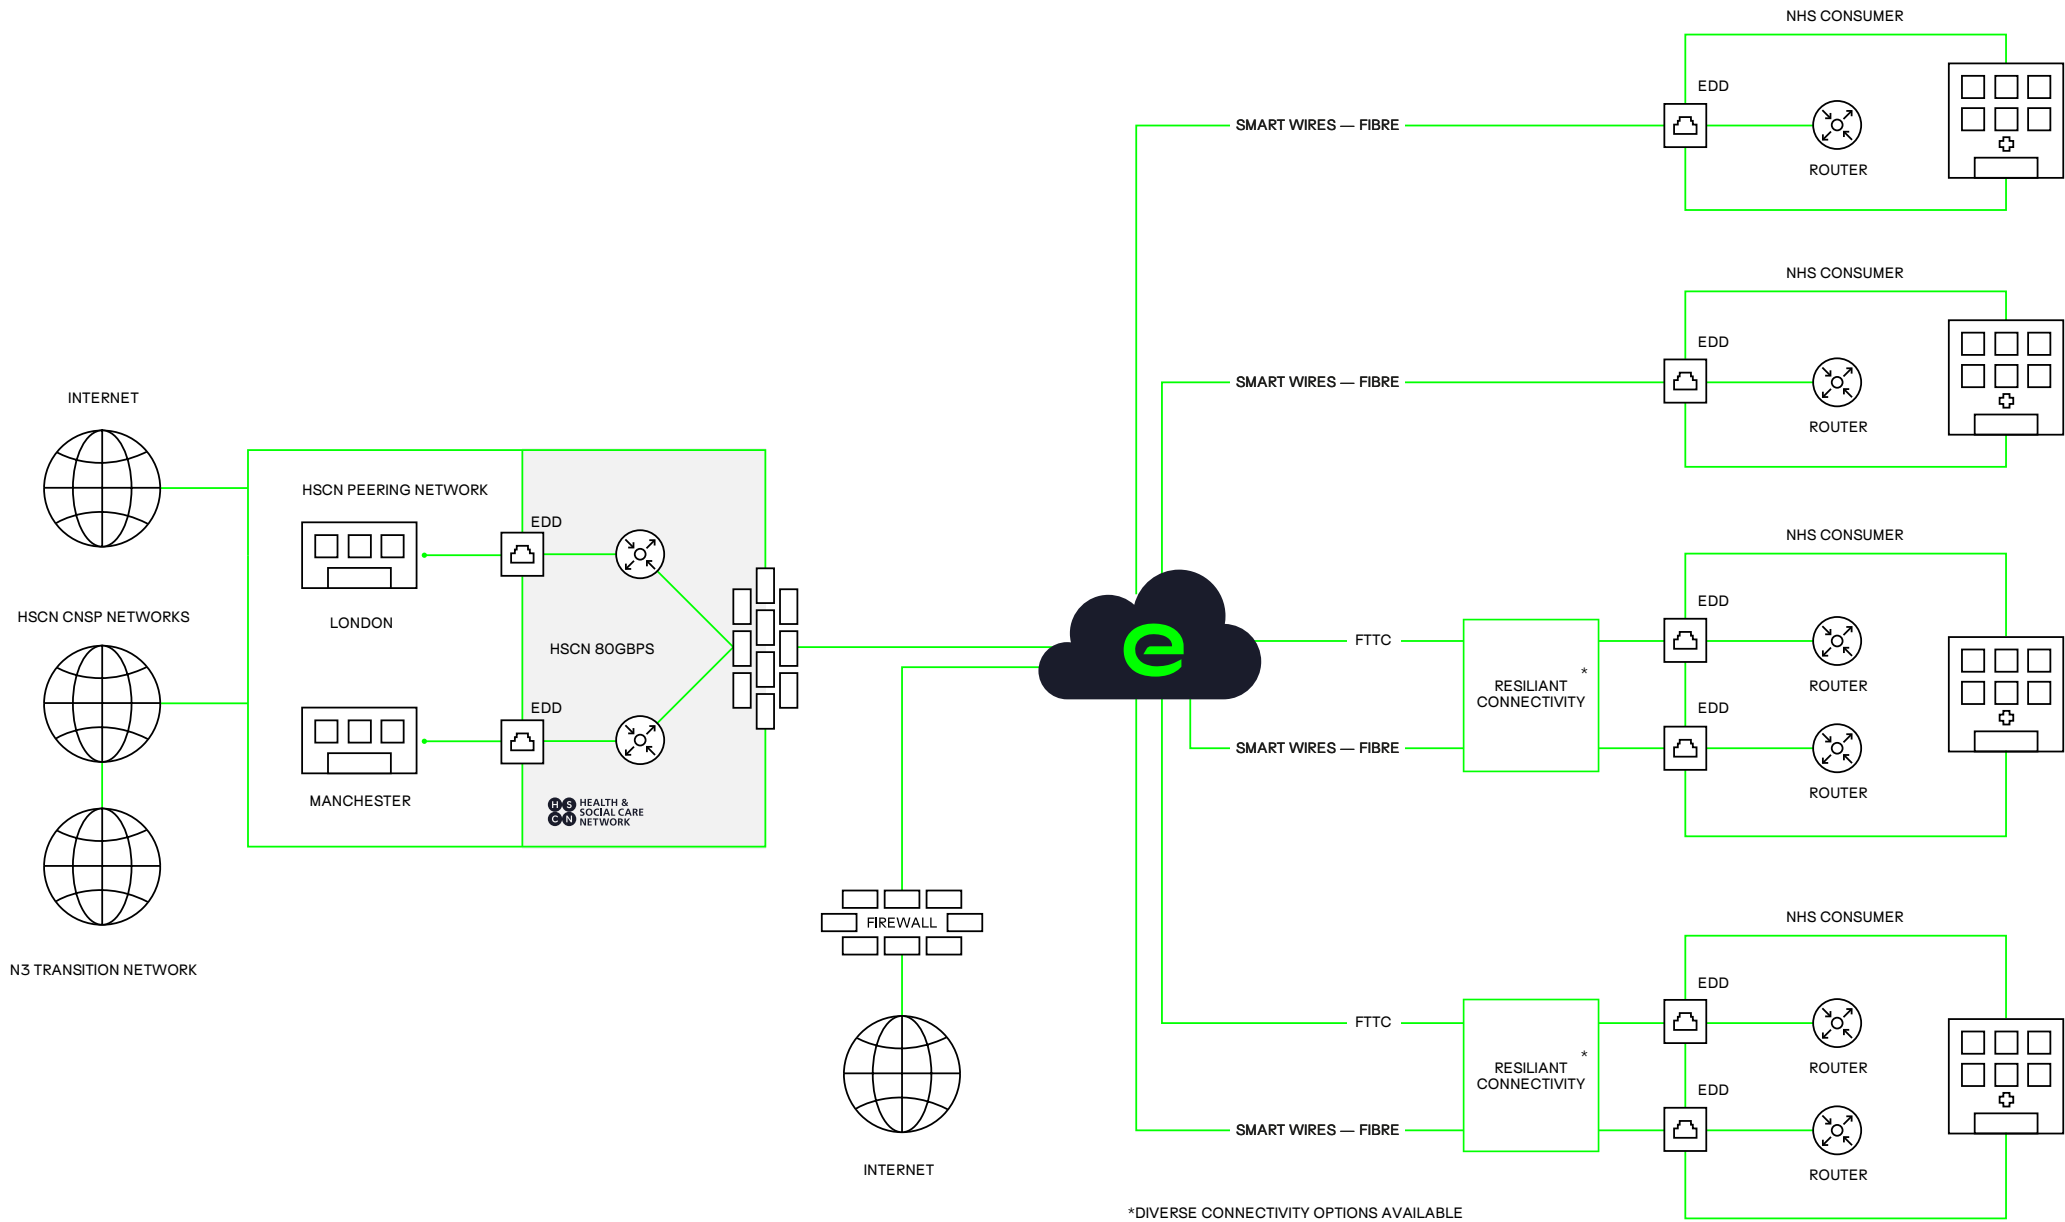 NHS CONSUMER
EDD
SMART WIRES — FIBRE
ROUTER
NHS CONSUMER
EDD
SMART WIRES — FIBRE
ROUTER
INTERNET
HSCN PEERING NETWORK
EDD
LONDON
HSCN CNSP NETWORKS
HSCN 80GBPS
EDD
MANCHESTER
H S
C N
HEALTH &
SOCIAL CARE
NETWORK
N3 TRANSITION NETWORK
e
FIREWALL
INTERNET
NHS CONSUMER
EDD
FTTC
ROUTER
*
RESILIANT
CONNECTIVITY
EDD
SMART WIRES — FIBRE
ROUTER
NHS CONSUMER
EDD
FTTC
ROUTER
*
RESILIANT
CONNECTIVITY
EDD
SMART WIRES — FIBRE
ROUTER
*DIVERSE CONNECTIVITY OPTIONS AVAILABLE